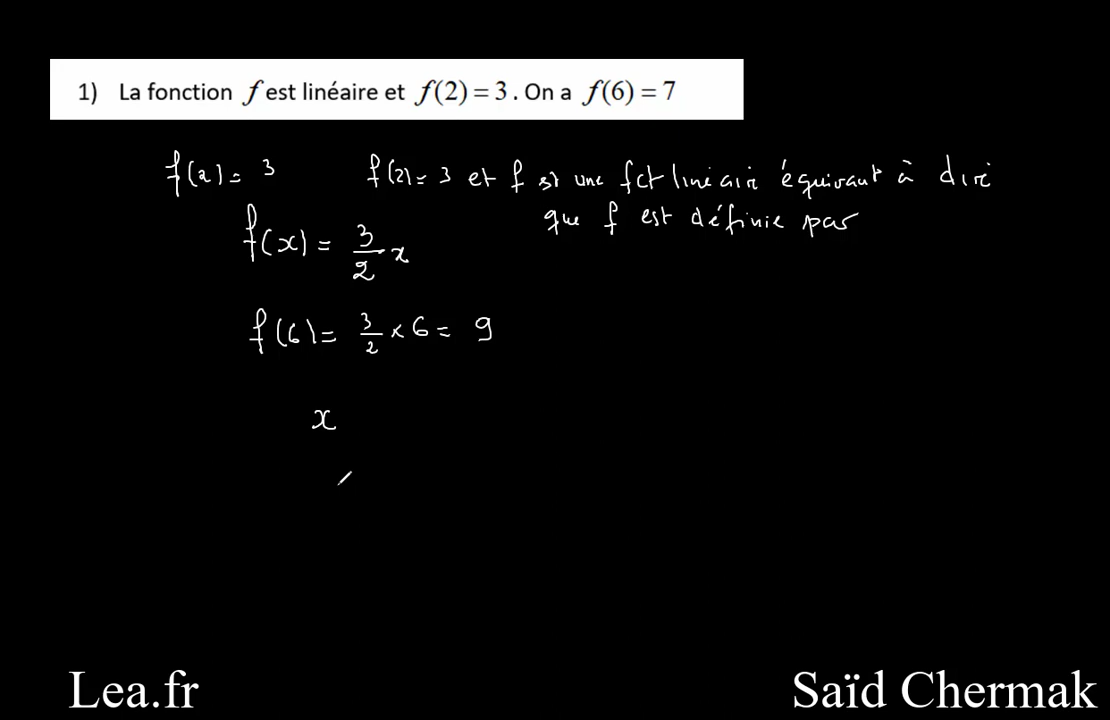 1) La fonction f est linéaire et f(2) = 3. On a f(6) = 7
f(2) = 3 f(2) = 3 et f est une fct linéair équivaut à dire
que f est définie par
f(x) = 3/2 x
f(6) = 3/2 × 6 = 9
x
Lea.fr Saïd Chermak